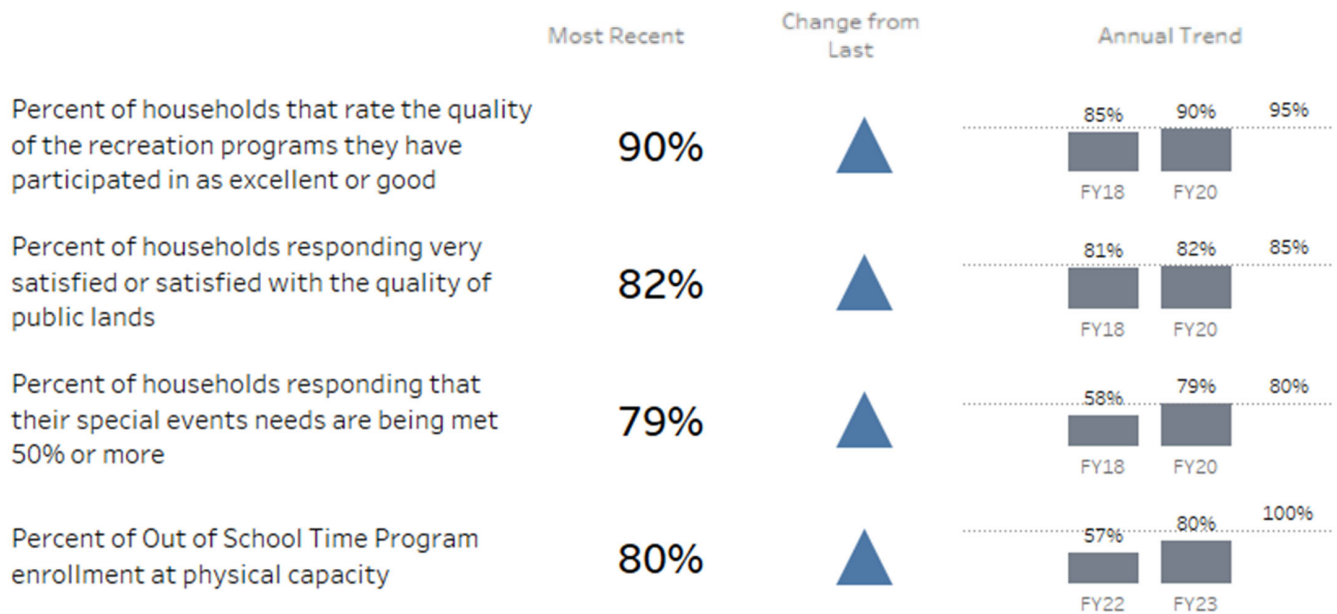 Most Recent
Change from
Last
Annual Trend
Percent of households that rate the quality
of the recreation programs they have
participated in as excellent or good
90%
85%
90%
95%
FY18
FY20
Percent of households responding very
satisfied or satisfied with the quality of
public lands
82%
81%
82%
85%
FY18
FY20
Percent of households responding that
their special events needs are being met
50% or more
79%
58%
79%
80%
FY18
FY20
Percent of Out of School Time Program
enrollment at physical capacity
80%
57%
80%
100%
FY22
FY23